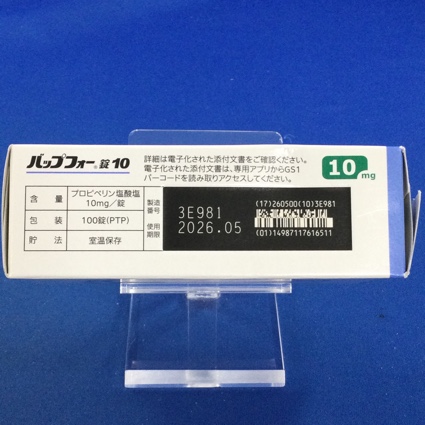 バップフォー®錠10
詳細は電子化された添付文書をご確認ください。
電子化された添付文書は、専用アプリからGS1
バーコードを読み取りアクセスしてください。
10mg
含 量 プロピベリン塩酸塩
10mg/錠
包 装 100錠(PTP)
貯 法 室温保存
製造番号 3E981
使用期限 2026.05
(17)260500(10)3E981
(01)14987117616511